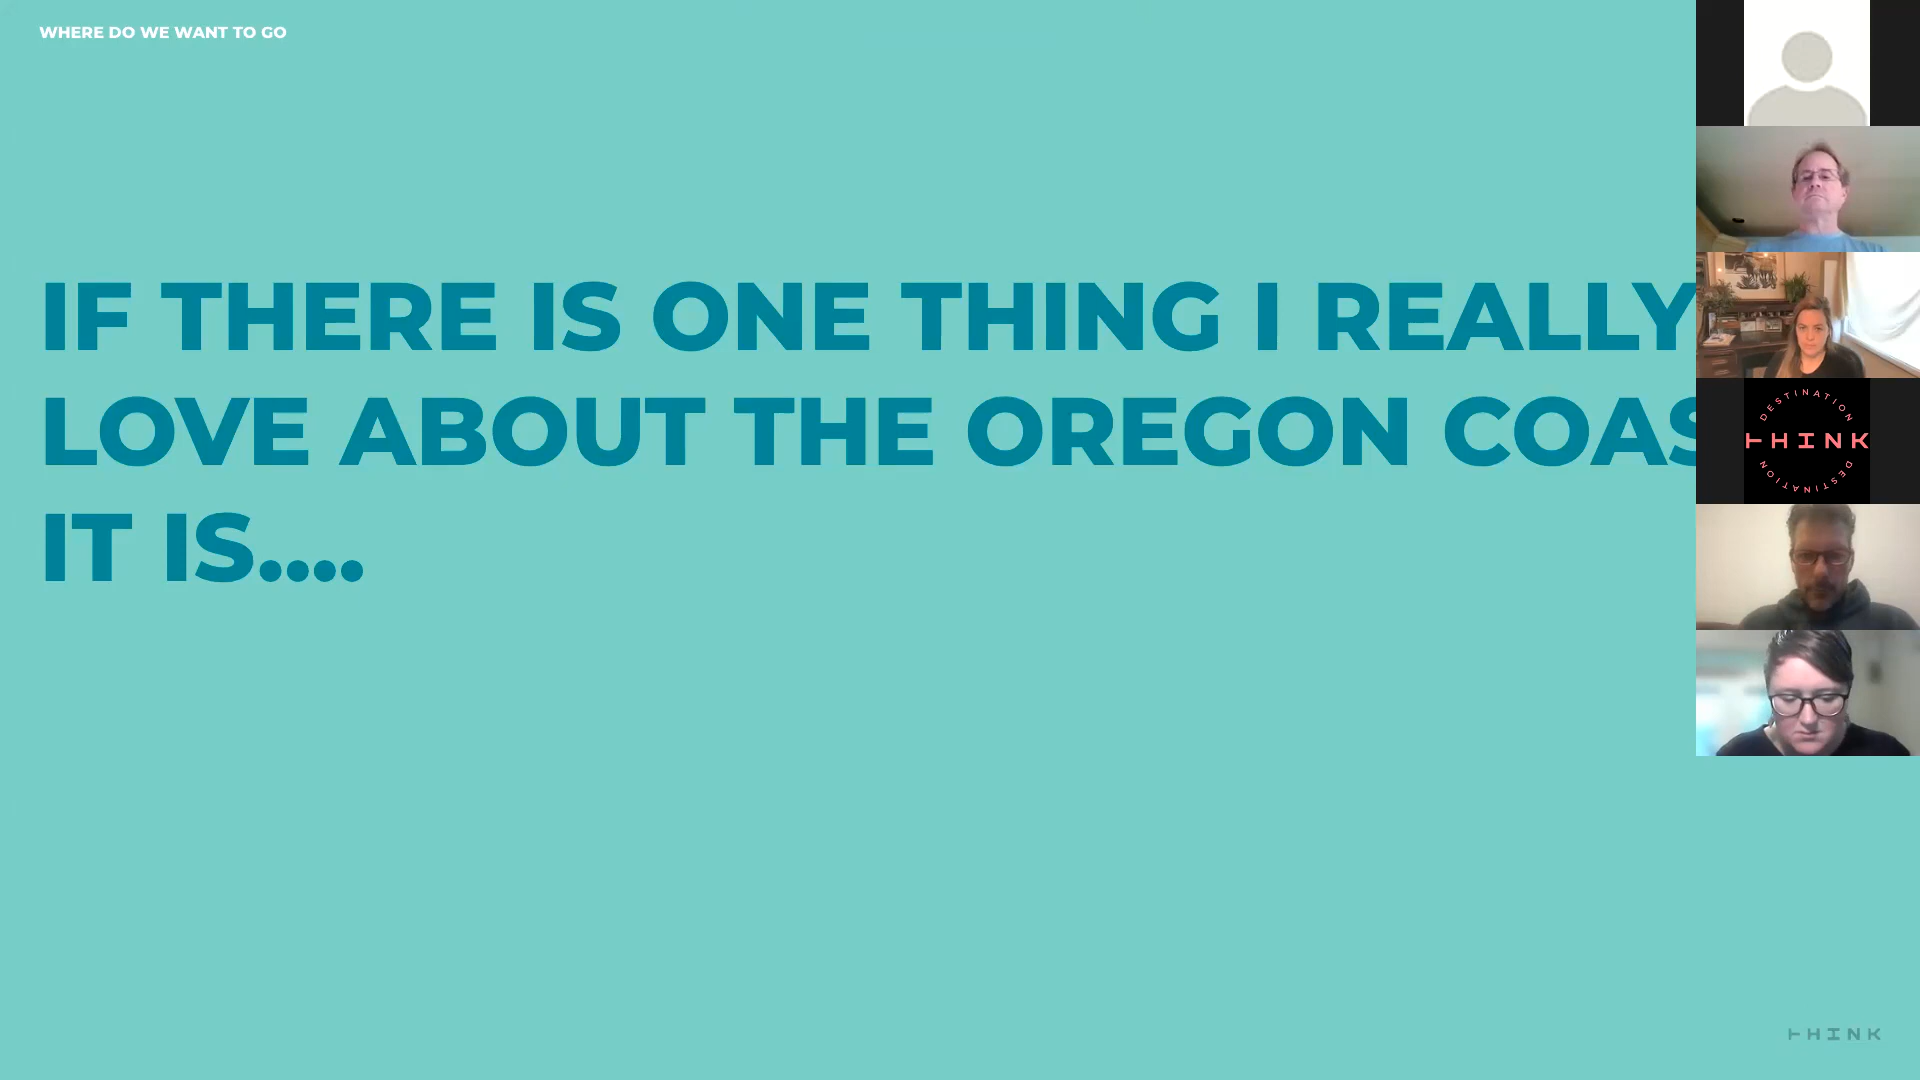 WHERE DO WE WANT TO GO
IF THERE IS ONE THING I REALLY
LOVE ABOUT THE OREGON COAS
IT IS....
DESTINATION
THINK
DESTINATION
THINK